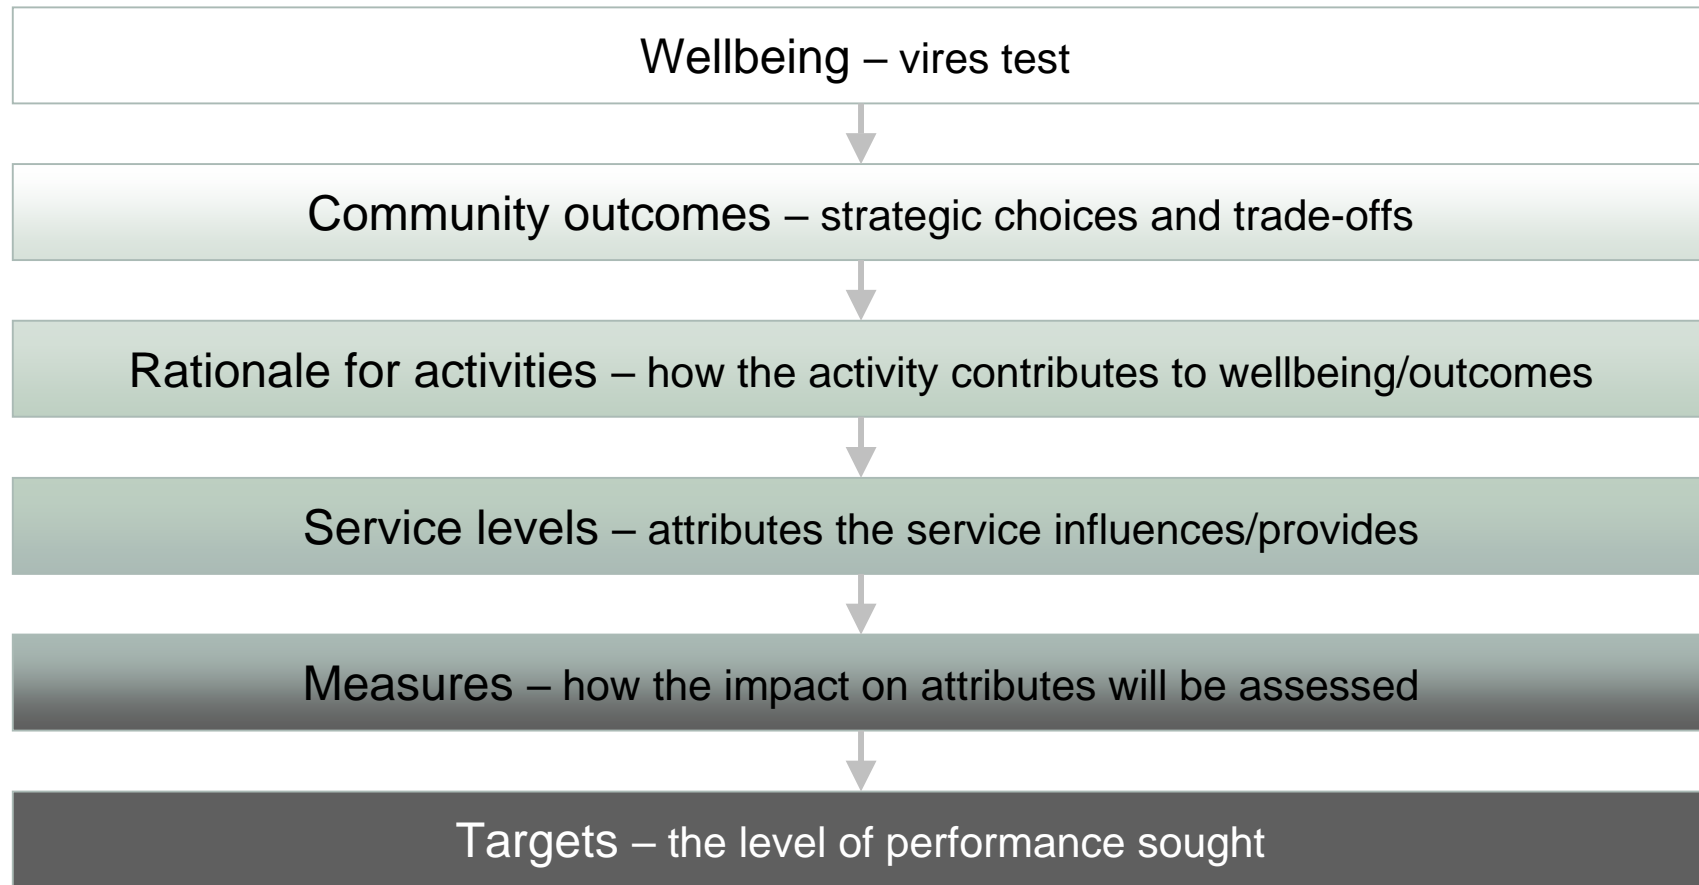 Wellbeing – vires test
Community outcomes – strategic choices and trade-offs
Rationale for activities – how the activity contributes to wellbeing/outcomes
Service levels – attributes the service influences/provides
Measures – how the impact on attributes will be assessed
Targets – the level of performance sought